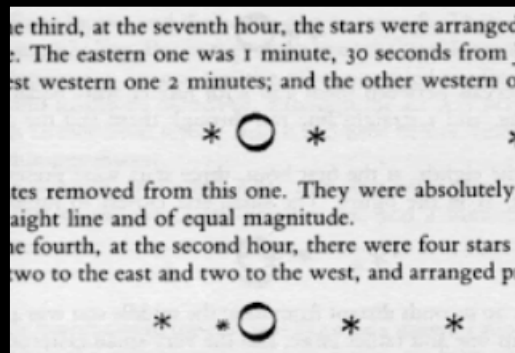 e third, at the seventh hour, the stars were arranged
. The eastern one was 1 minute, 30 seconds from
est western one 2 minutes; and the other western o
* O * *
tes removed from this one. They were absolutely
aight line and of equal magnitude.
e fourth, at the second hour, there were four stars
two to the east and two to the west, and arranged p
* * O * *